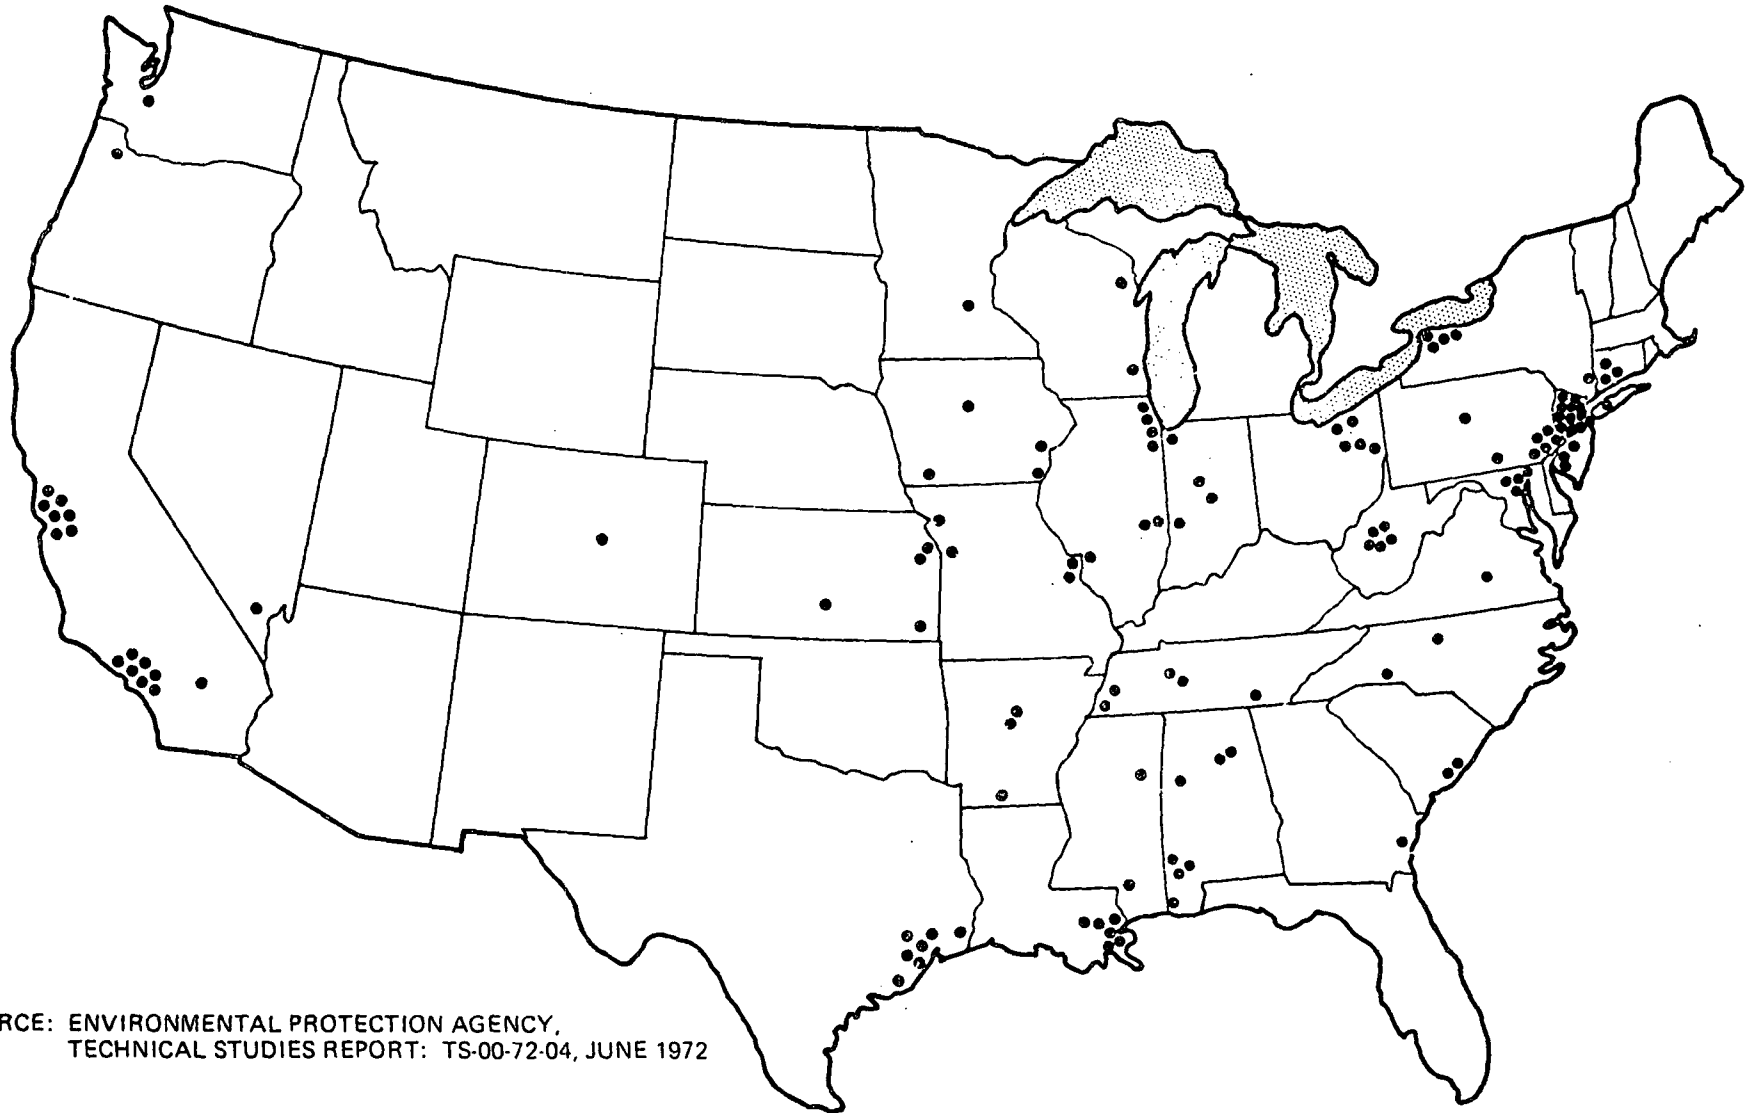 RCE: ENVIRONMENTAL PROTECTION AGENCY,
TECHNICAL STUDIES REPORT: TS-00-72-04, JUNE 1972